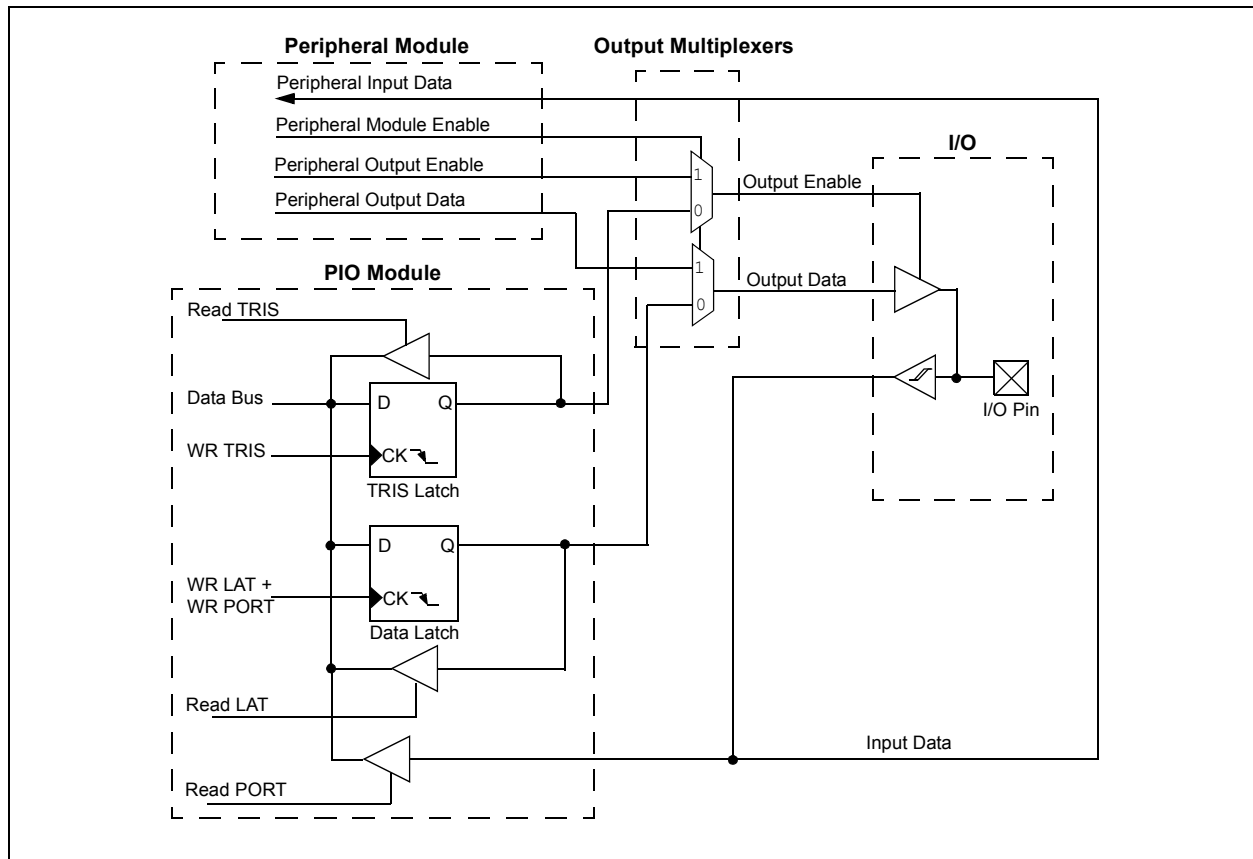 Peripheral Module
Output Multiplexers
Peripheral Input Data
Peripheral Module Enable
Peripheral Output Enable
Peripheral Output Data
1
0
Output Enable
I/O
1
0
Output Data
I/O Pin
PIO Module
Read TRIS
Data Bus
D Q
WR TRIS
CK
TRIS Latch
D Q
WR LAT +
WR PORT
CK
Data Latch
Read LAT
Input Data
Read PORT